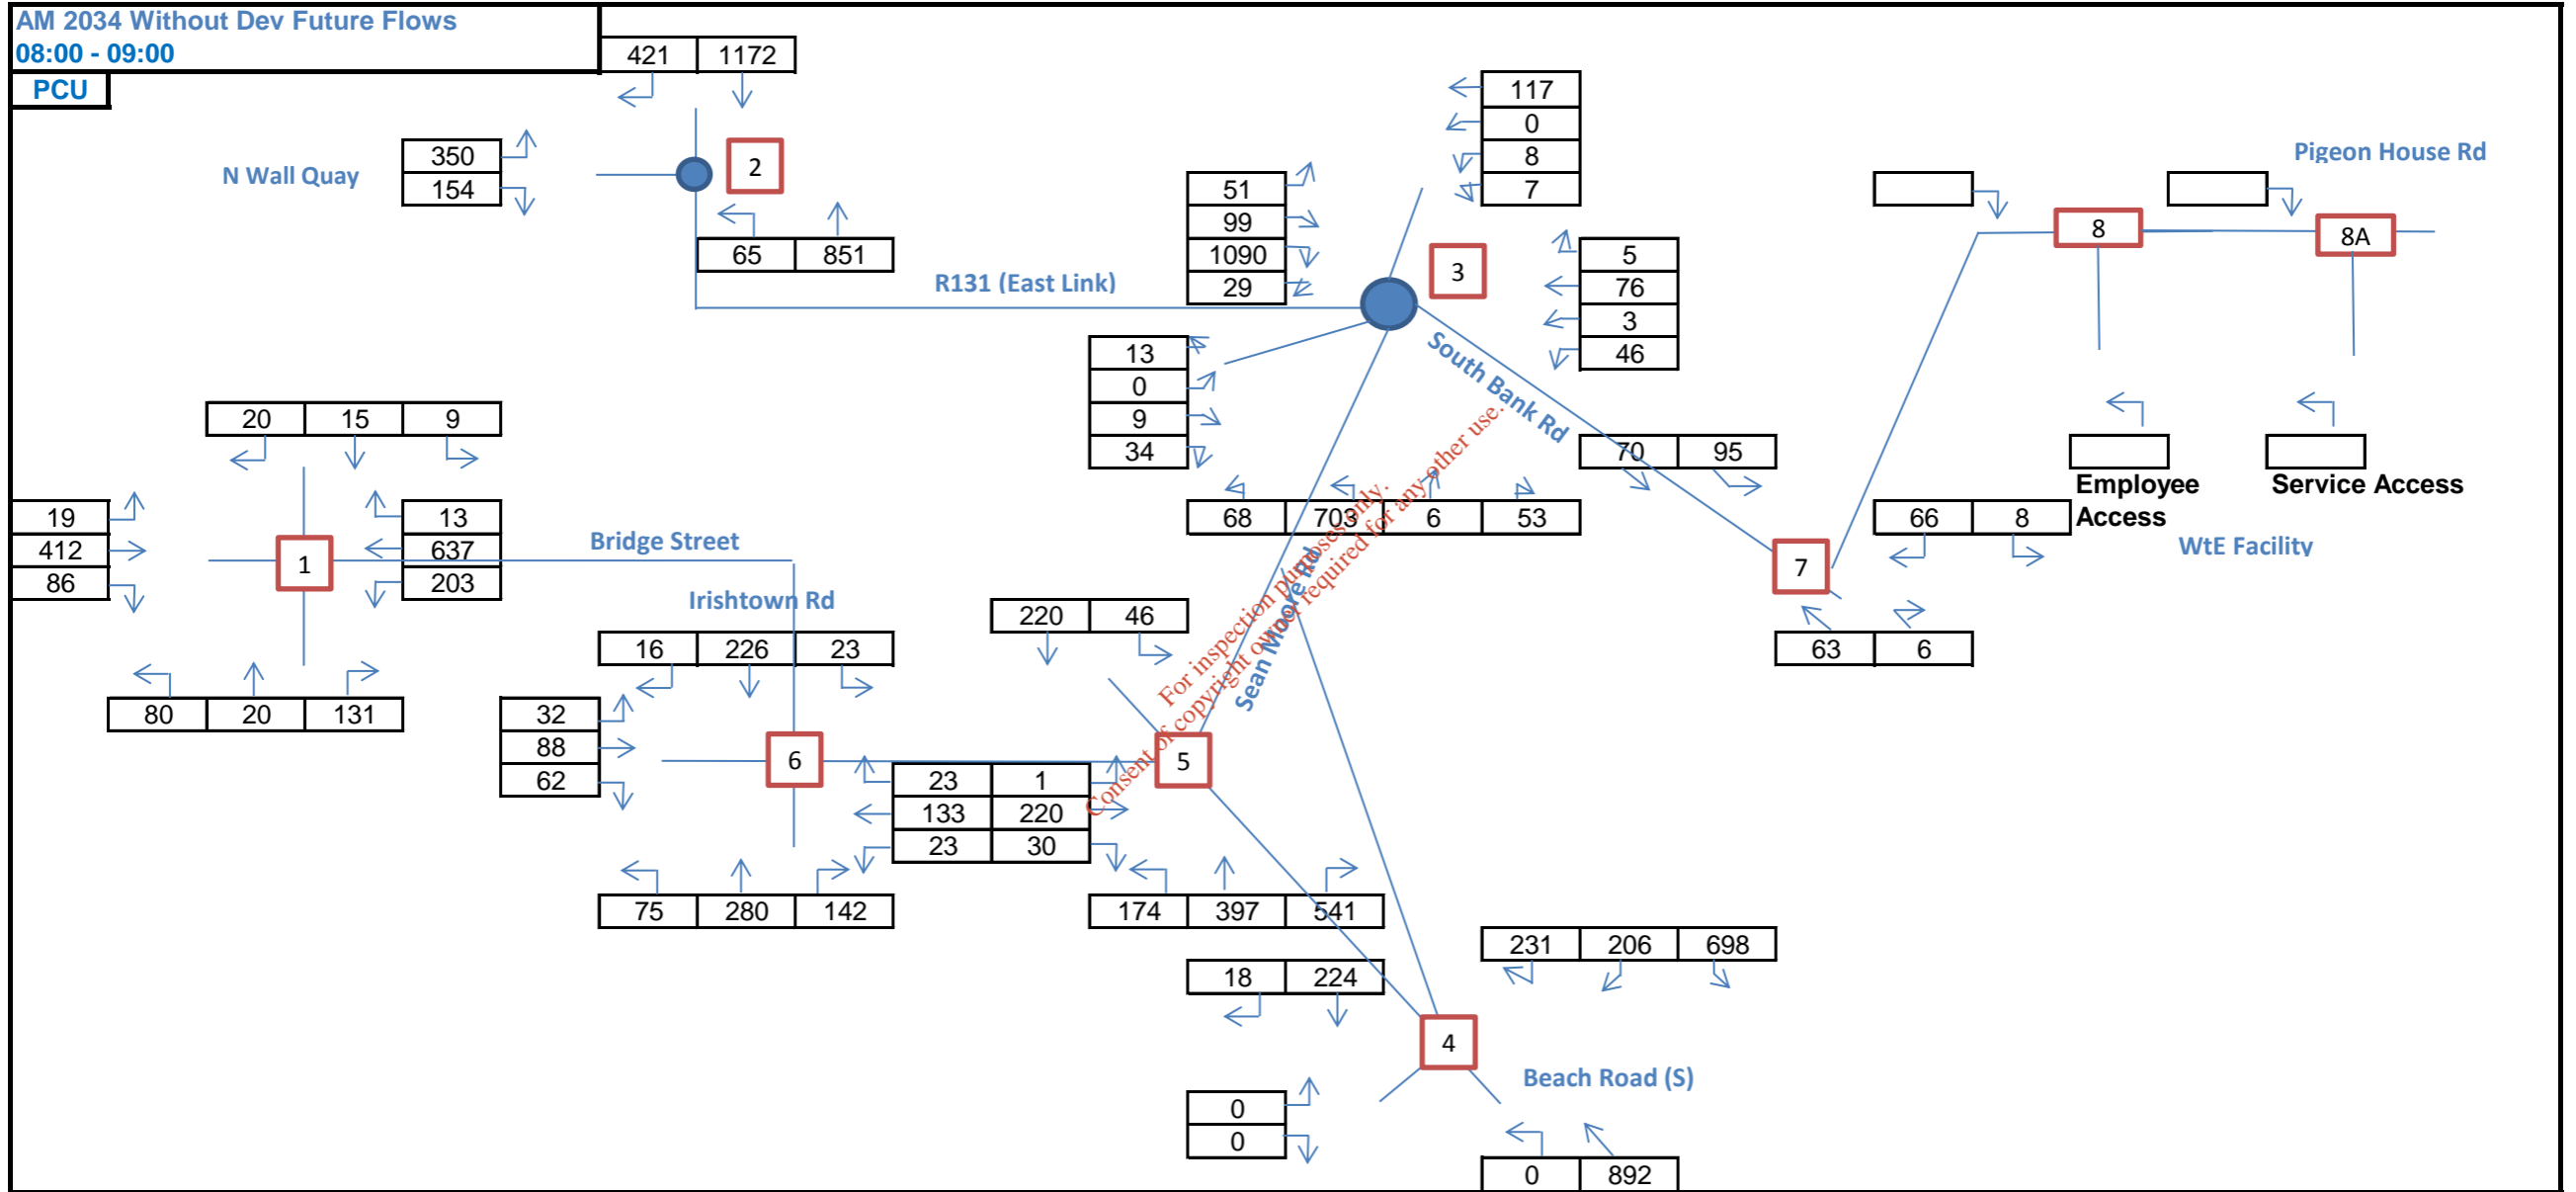 AM 2034 Without Dev Future Flows
08:00 - 09:00
PCU
421 1172
N Wall Quay
350
154
2
65 851
R131 (East Link)
117
0
8
7
51
99
1090
29
3
5
76
3
46
13
0
9
34
68 703 6 53
South Bank Rd
Pigeon House Rd
8
8A
Employee
Access
Service Access
WtE Facility
70 95
66 8
7
63 6
20 15 9
19
412
86
1
13
637
203
80 20 131
Bridge Street
Irishtown Rd
16 226 23
32
88
62
6
23 1
133 220
23 30
75 280 142
220 46
Sean Moore Rd
5
174 397 541
18 224
231 206 698
4
Beach Road (S)
0
0
0 892
For inspection purposes only.
Consent of copyright owner required for any other use.